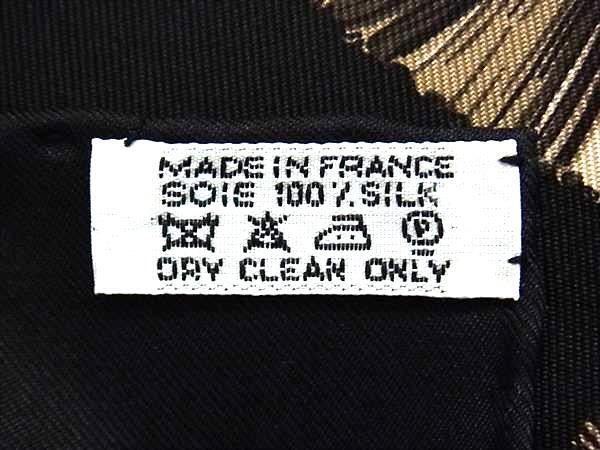 MADE IN FRANCE
SOIE 100% SILK
P
DRY CLEAN ONLY